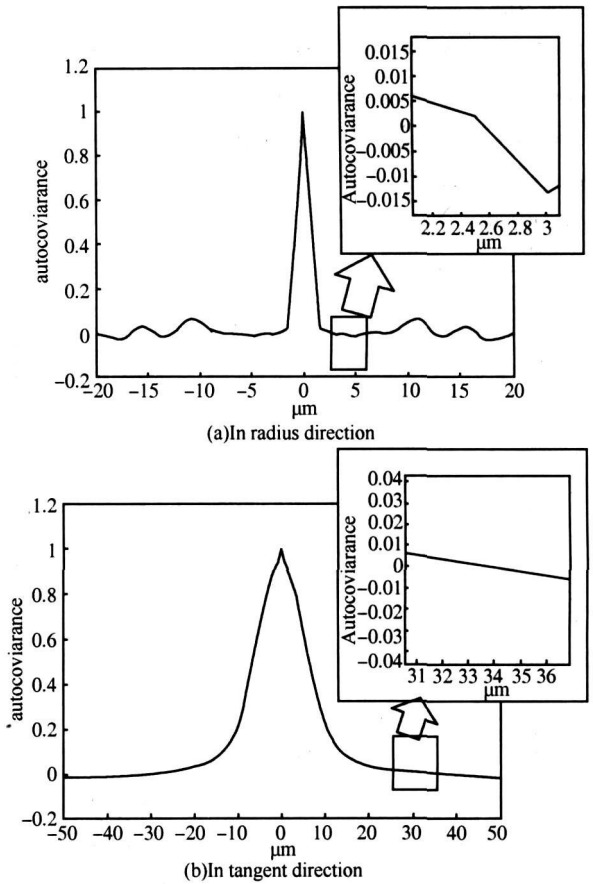 1.2
1
0.8
0.6
0.4
0.2
0
-0.2
autocoviarance
-20 -15 -10 -5 0 5 10 15 20
μm
0.015
0.01
0.005
0
-0.005
-0.01
-0.015
Autocoviarance
2.2 2.4 2.6 2.8 3
μm
(a)In radius direction
1.2
1
0.8
0.6
0.4
0.2
0
-0.2
autocoviarance
-50 -40 -30 -20 -10 0 10 20 30 40 50
μm
0.04
0.03
0.02
0.01
0
-0.01
-0.02
-0.03
-0.04
Autocoviarance
31 32 33 34 35 36
μm
(b)In tangent direction